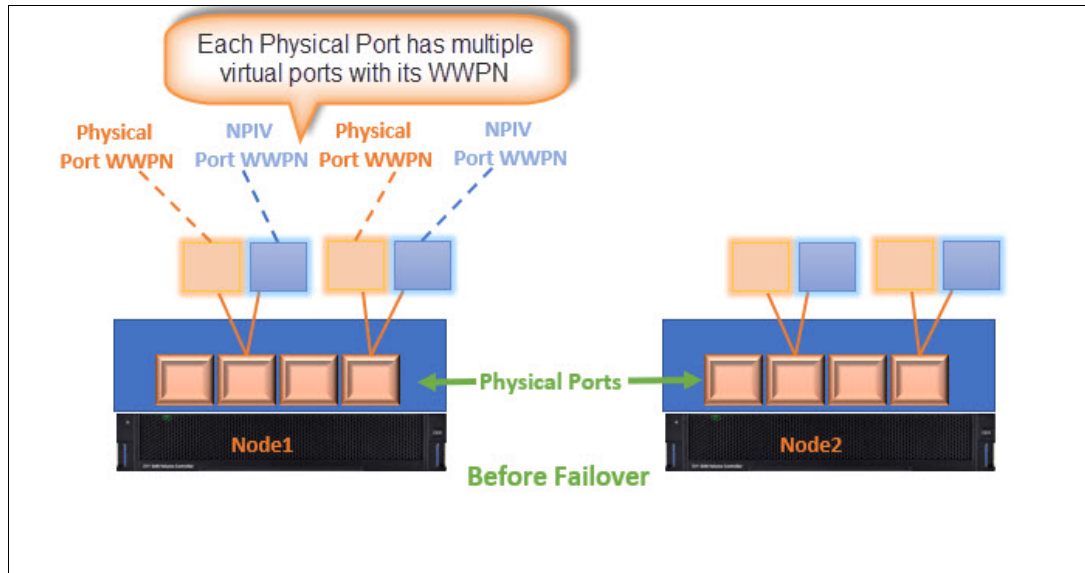 Each Physical Port has multiple
virtual ports with its WWPN
Physical
Port WWPN
NPIV
Port WWPN
Physical
Port WWPN
NPIV
Port WWPN
Physical Ports
Node1
Node2
Before Failover